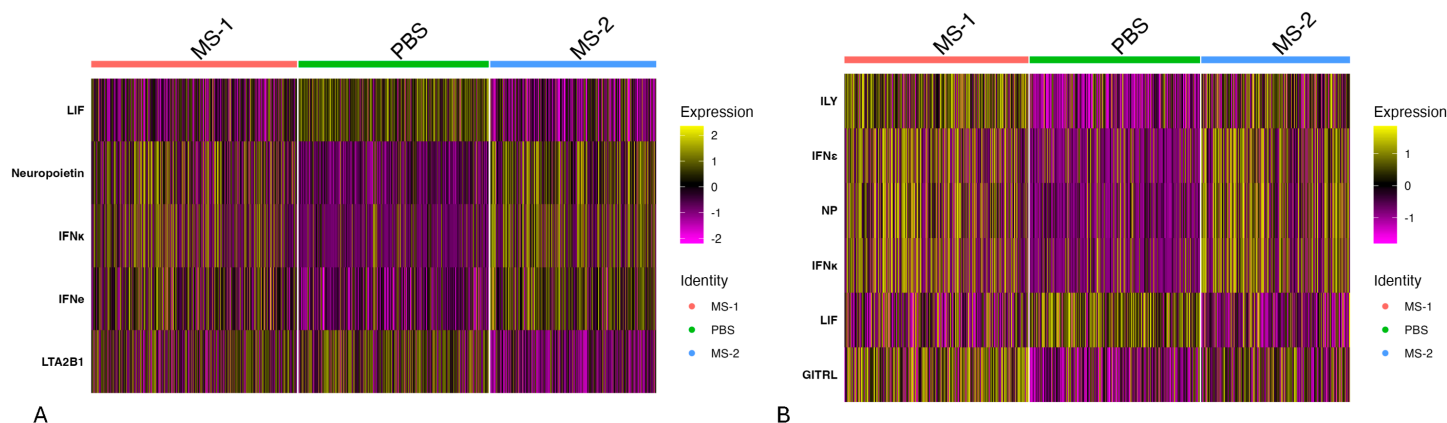 MS-1
PBS
MS-2
LIF
Neuropoietin
IFNκ
IFNe
LTA2B1
Expression
2
1
0
-1
-2
Identity
MS-1
PBS
MS-2
A
MS-1
PBS
MS-2
ILY
IFNε
NP
IFNκ
LIF
GITRL
Expression
1
0
-1
Identity
MS-1
PBS
MS-2
B